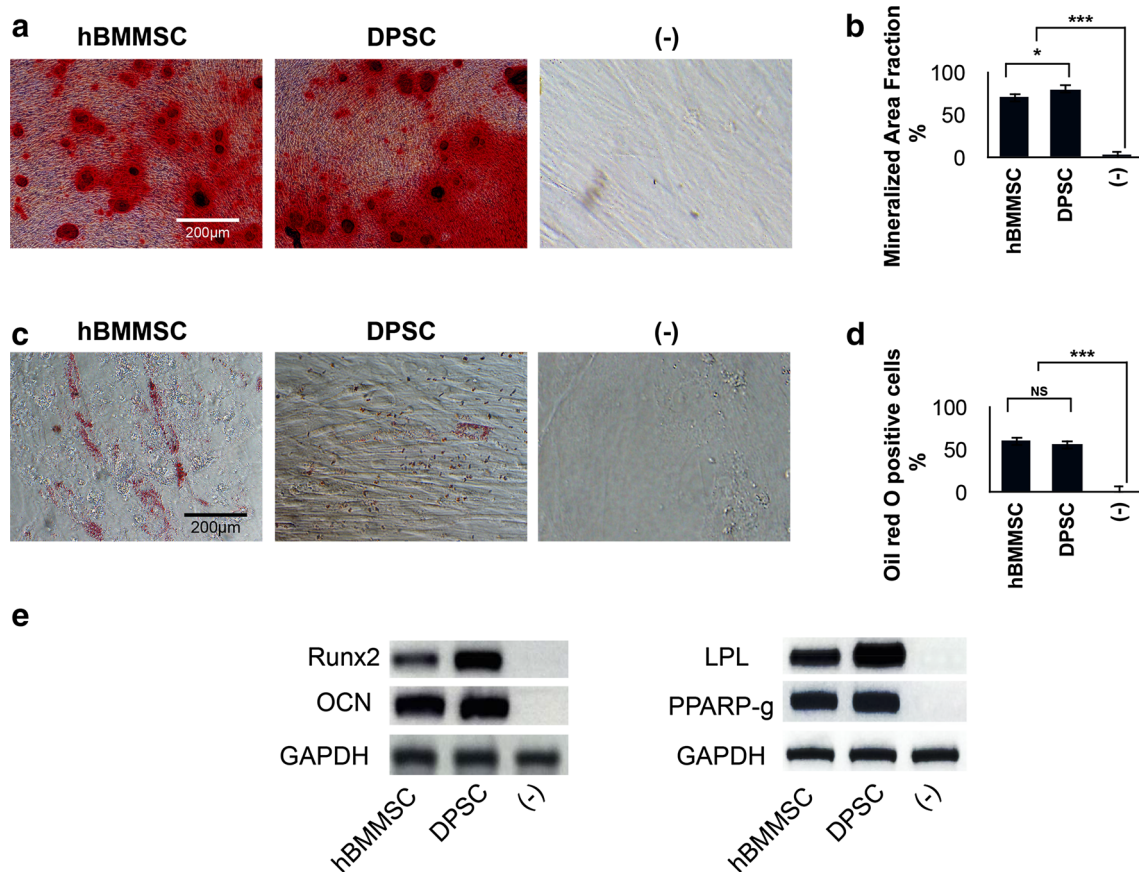 a
hBMMSC
DPSC
(-)
200µm
b
***
*
Mineralized Area Fraction
%
100
50
0
hBMMSC
DPSC
(-)
c
hBMMSC
DPSC
(-)
200µm
d
***
NS
Oil red O positive cells
%
100
50
0
hBMMSC
DPSC
(-)
e
Runx2
OCN
GAPDH
hBMMSC
DPSC
(-)
LPL
PPARP-g
GAPDH
hBMMSC
DPSC
(-)